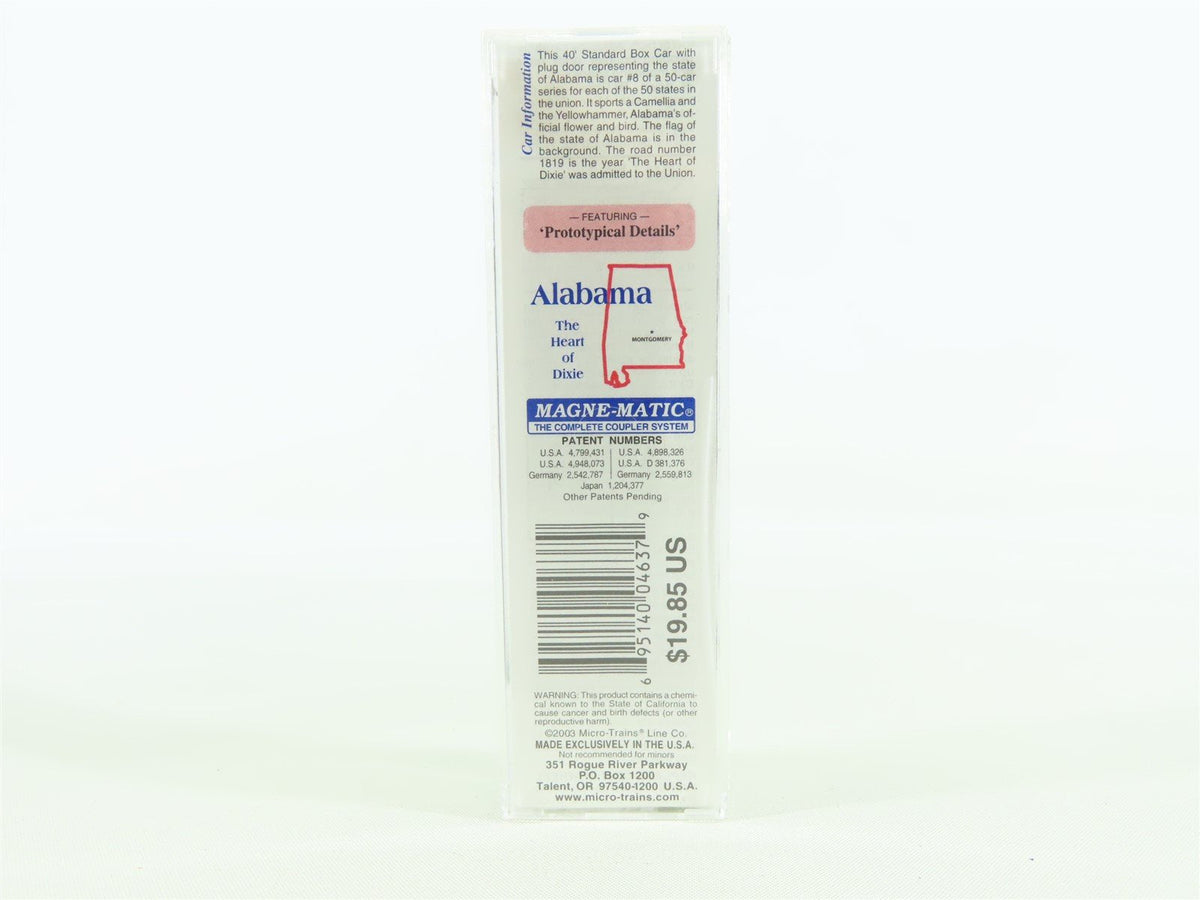 Car Information
This 40' Standard Box Car with
plug door representing the state
of Alabama is car #8 of a 50-car
series for each of the 50 states in
the union. It sports a Camellia and
the Yellowhammer, Alabama's of-
ficial flower and bird. The flag of
the state of Alabama is in the
background. The road number
1819 is the year 'The Heart of
Dixie' was admitted to the Union.
— FEATURING —
'Prototypical Details'
Alabama
The
Heart
of
Dixie
MONTGOMERY
MAGNE-MATIC®
THE COMPLETE COUPLER SYSTEM
PATENT NUMBERS
U.S.A. 4,799,431 | U.S.A. 4,898,326
U.S.A. 4,948,073 | U.S.A. D 381,376
Germany 2,542,787 | Germany 2,559,813
Japan 1,204,377
Other Patents Pending
6 95140 04637 9
$19.85 US
WARNING: This product contains a chemi-
cal known to the State of California to
cause cancer and birth defects (or other
reproductive harm).
©2003 Micro-Trains® Line Co.
MADE EXCLUSIVELY IN THE U.S.A.
Not recommended for minors
351 Rogue River Parkway
P.O. Box 1200
Talent, OR 97540-1200 U.S.A.
www.micro-trains.com